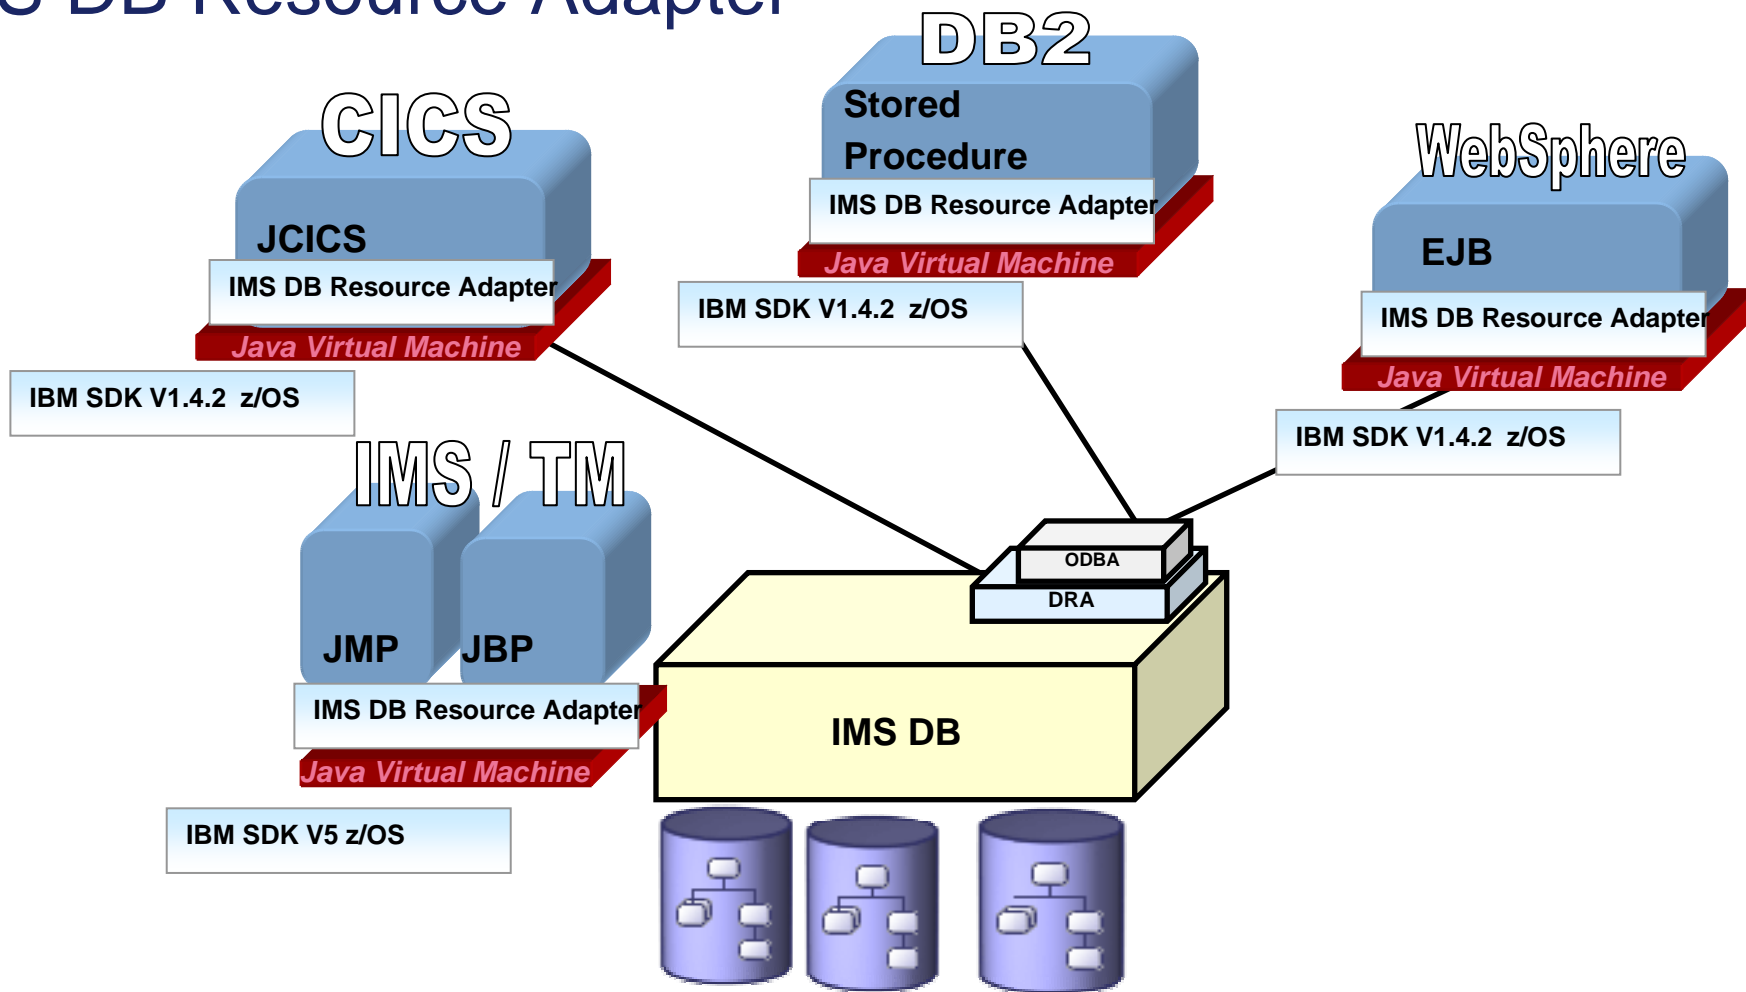 S DB Resource Adapter
DB2
Stored
Procedure
IMS DB Resource Adapter
Java Virtual Machine
IBM SDK V1.4.2 z/OS
CICS
JCICS
IMS DB Resource Adapter
Java Virtual Machine
IBM SDK V1.4.2 z/OS
WebSphere
EJB
IMS DB Resource Adapter
Java Virtual Machine
IBM SDK V1.4.2 z/OS
IMS / TM
JMP
JBP
IMS DB Resource Adapter
Java Virtual Machine
IBM SDK V5 z/OS
ODBA
DRA
IMS DB